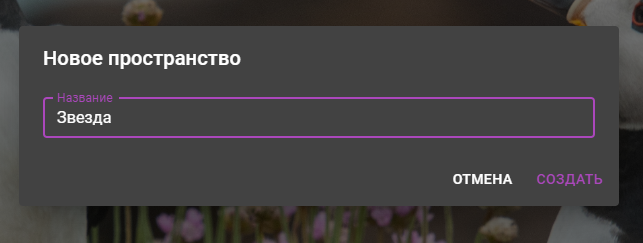 Новое пространство
Название
Звезда
ОТМЕНА СОЗДАТЬ